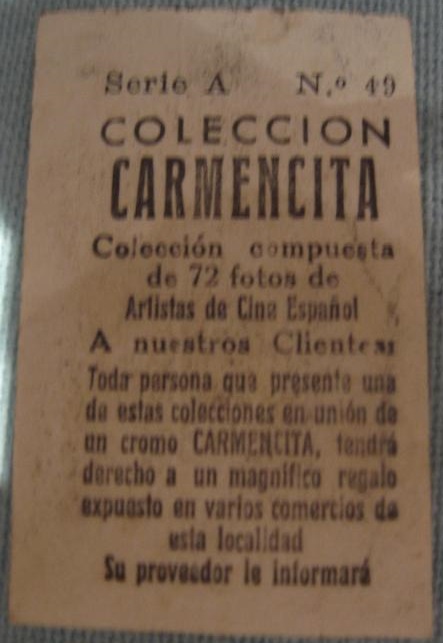 Serie A N.º 49
COLECCION
CARMENCITA
Colección compuesta
de 72 fotos de
Artistas de Cine Español
A nuestros Clientes
Toda persona que presente una
de estas colecciones en unión de
un cromo CARMENCITA, tendrá
derecho a un magnífico regalo
expuesto en varios comercios de
esta localidad
Su proveedor le informará